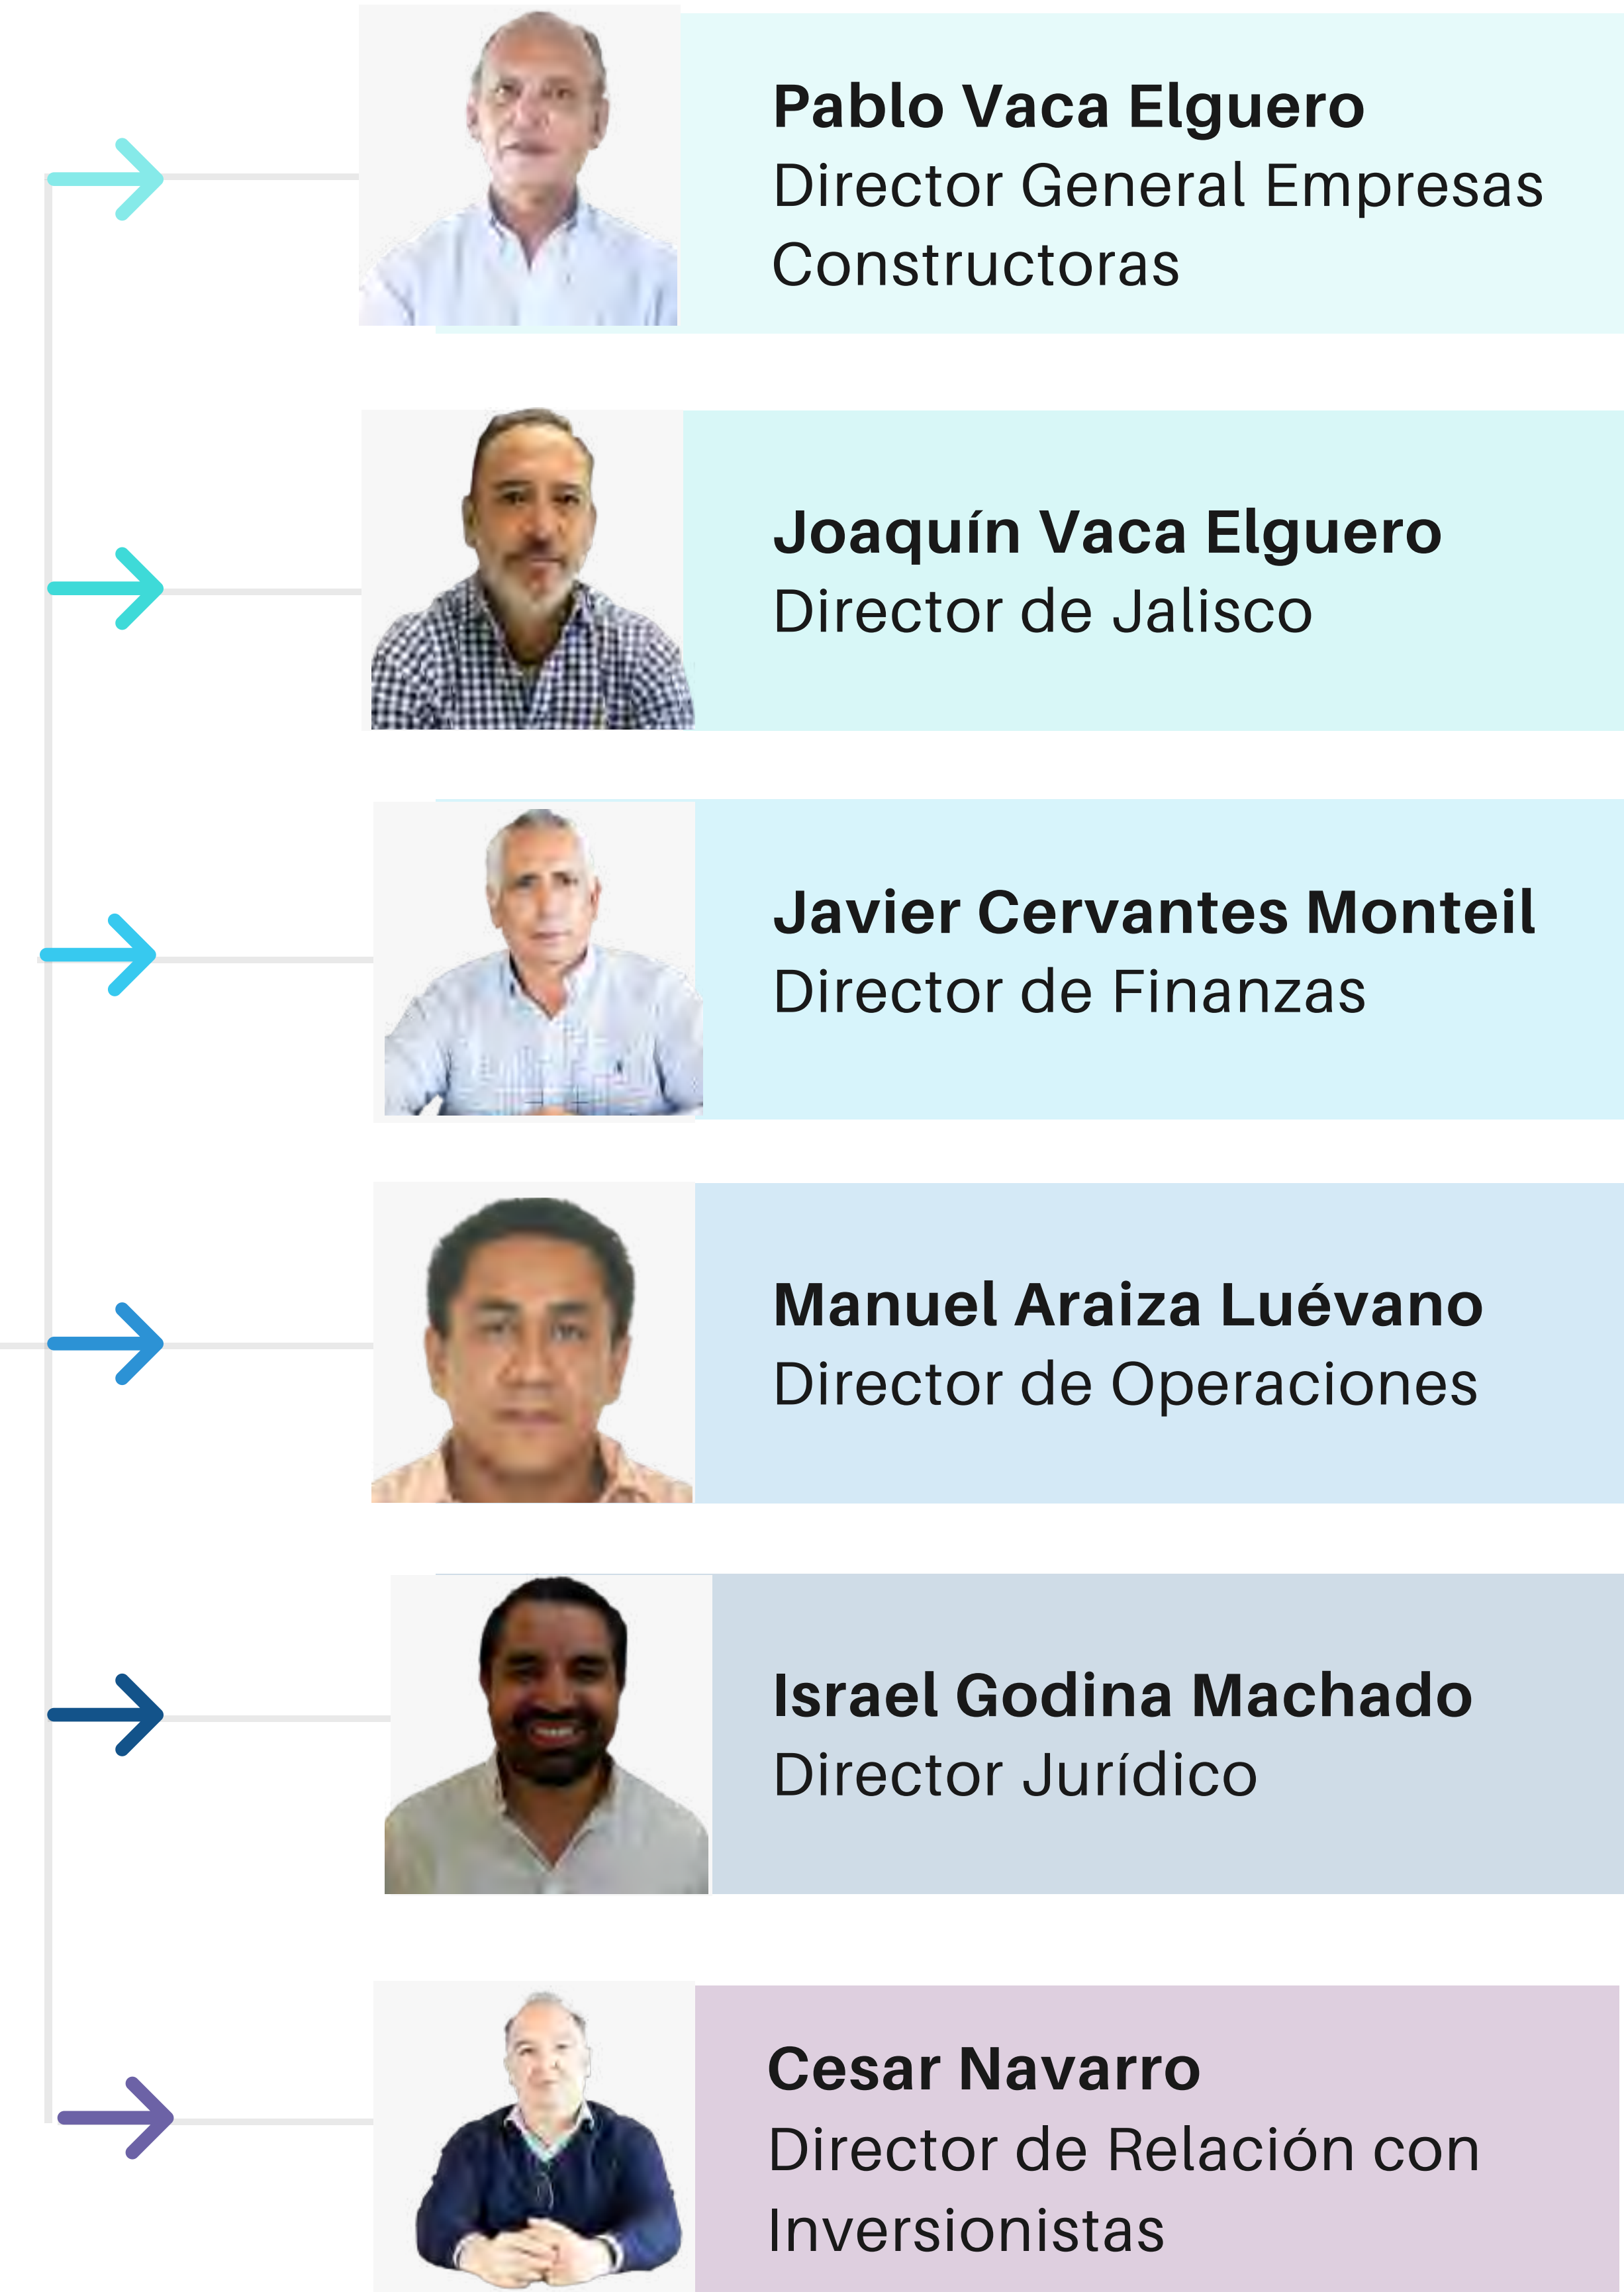 Pablo Vaca Elguero
Director General Empresas
Constructoras
Joaquín Vaca Elguero
Director de Jalisco
Javier Cervantes Monteil
Director de Finanzas
Manuel Araiza Luévano
Director de Operaciones
Israel Godina Machado
Director Jurídico
Cesar Navarro
Director de Relación con
Inversionistas